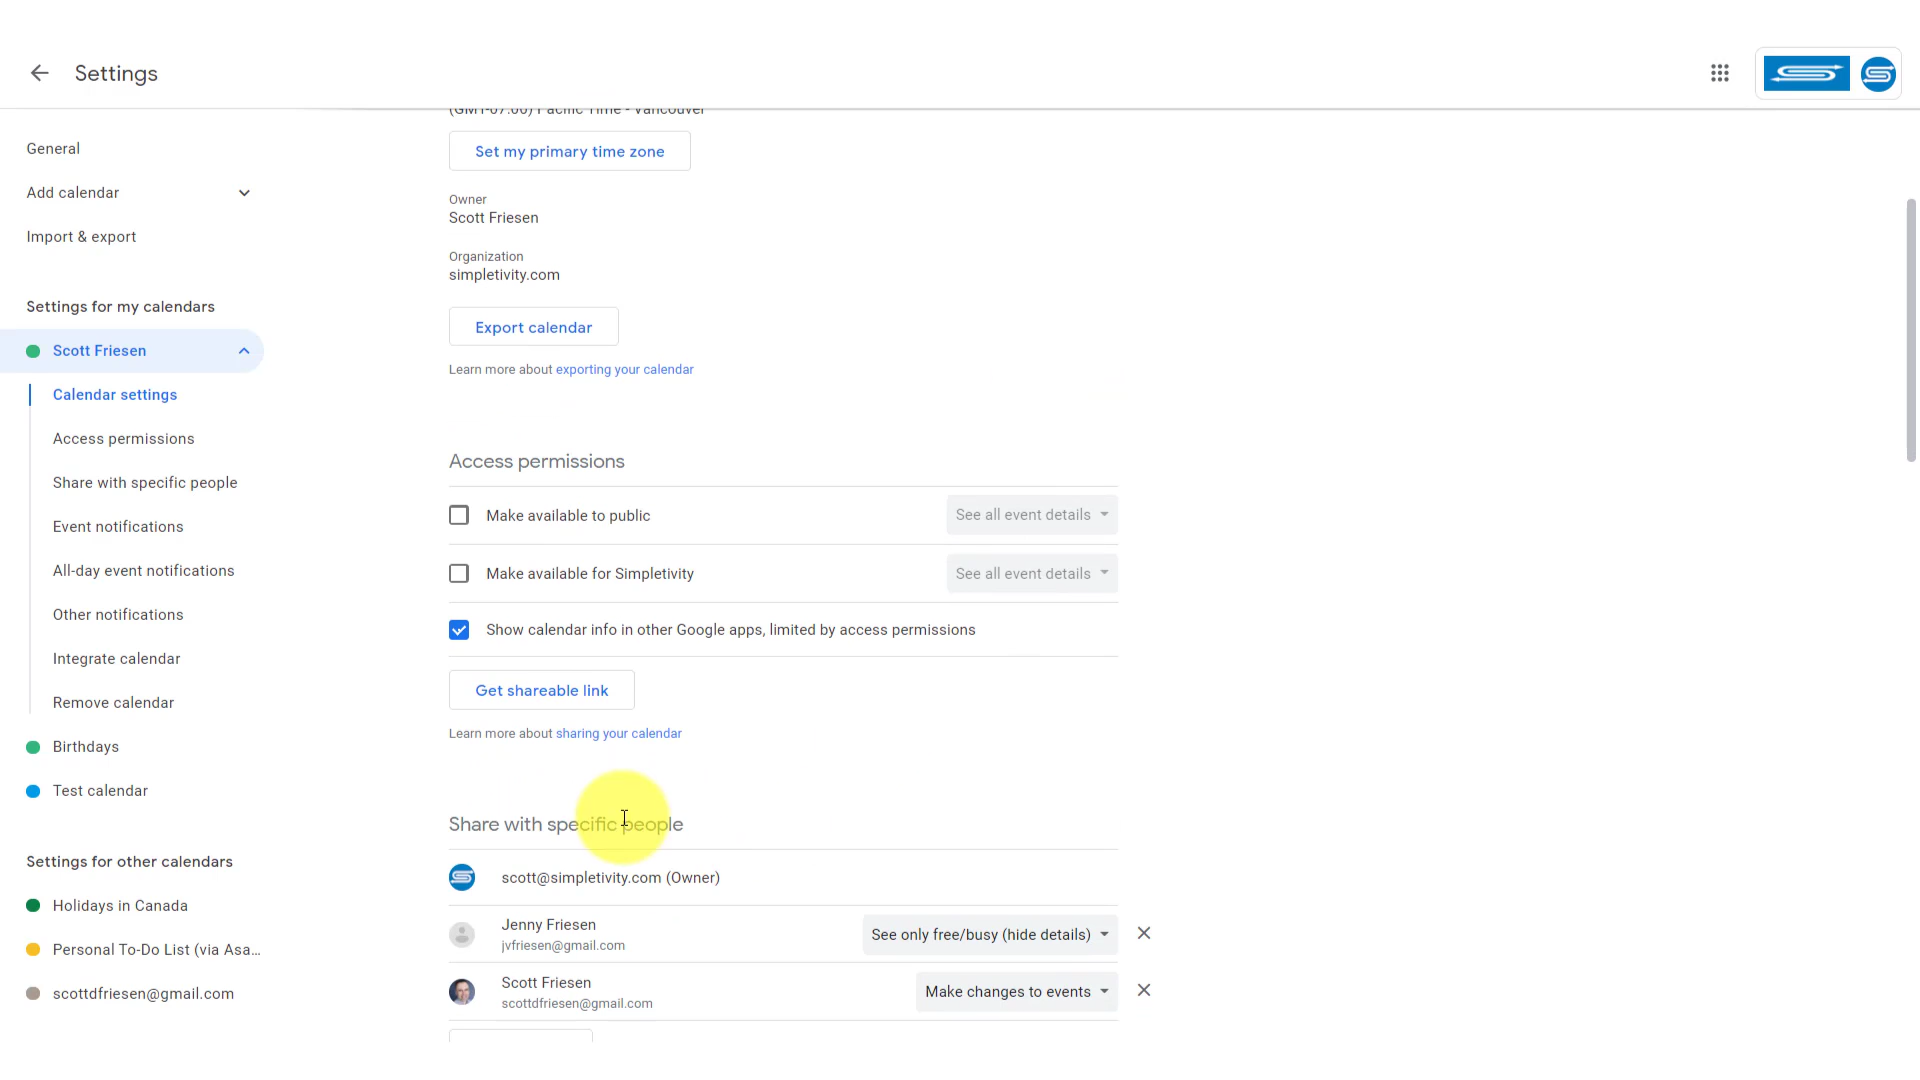 Settings
General
Add calendar
Import & export
Settings for my calendars
Scott Friesen
Calendar settings
Access permissions
Share with specific people
Event notifications
All-day event notifications
Other notifications
Integrate calendar
Remove calendar
Birthdays
Test calendar
Settings for other calendars
Holidays in Canada
Personal To-Do List (via Asa...
scottdfriesen@gmail.com
(GMT-07:00) Pacific Time - Vancouver
Set my primary time zone
Owner
Scott Friesen
Organization
simpletivity.com
Export calendar
Learn more about exporting your calendar
Access permissions
Make available to public
See all event details
Make available for Simpletivity
See all event details
Show calendar info in other Google apps, limited by access permissions
Get shareable link
Learn more about sharing your calendar
Share with specific people
scott@simpletivity.com (Owner)
Jenny Friesen
jvfriesen@gmail.com
See only free/busy (hide details)
Scott Friesen
scottdfriesen@gmail.com
Make changes to events